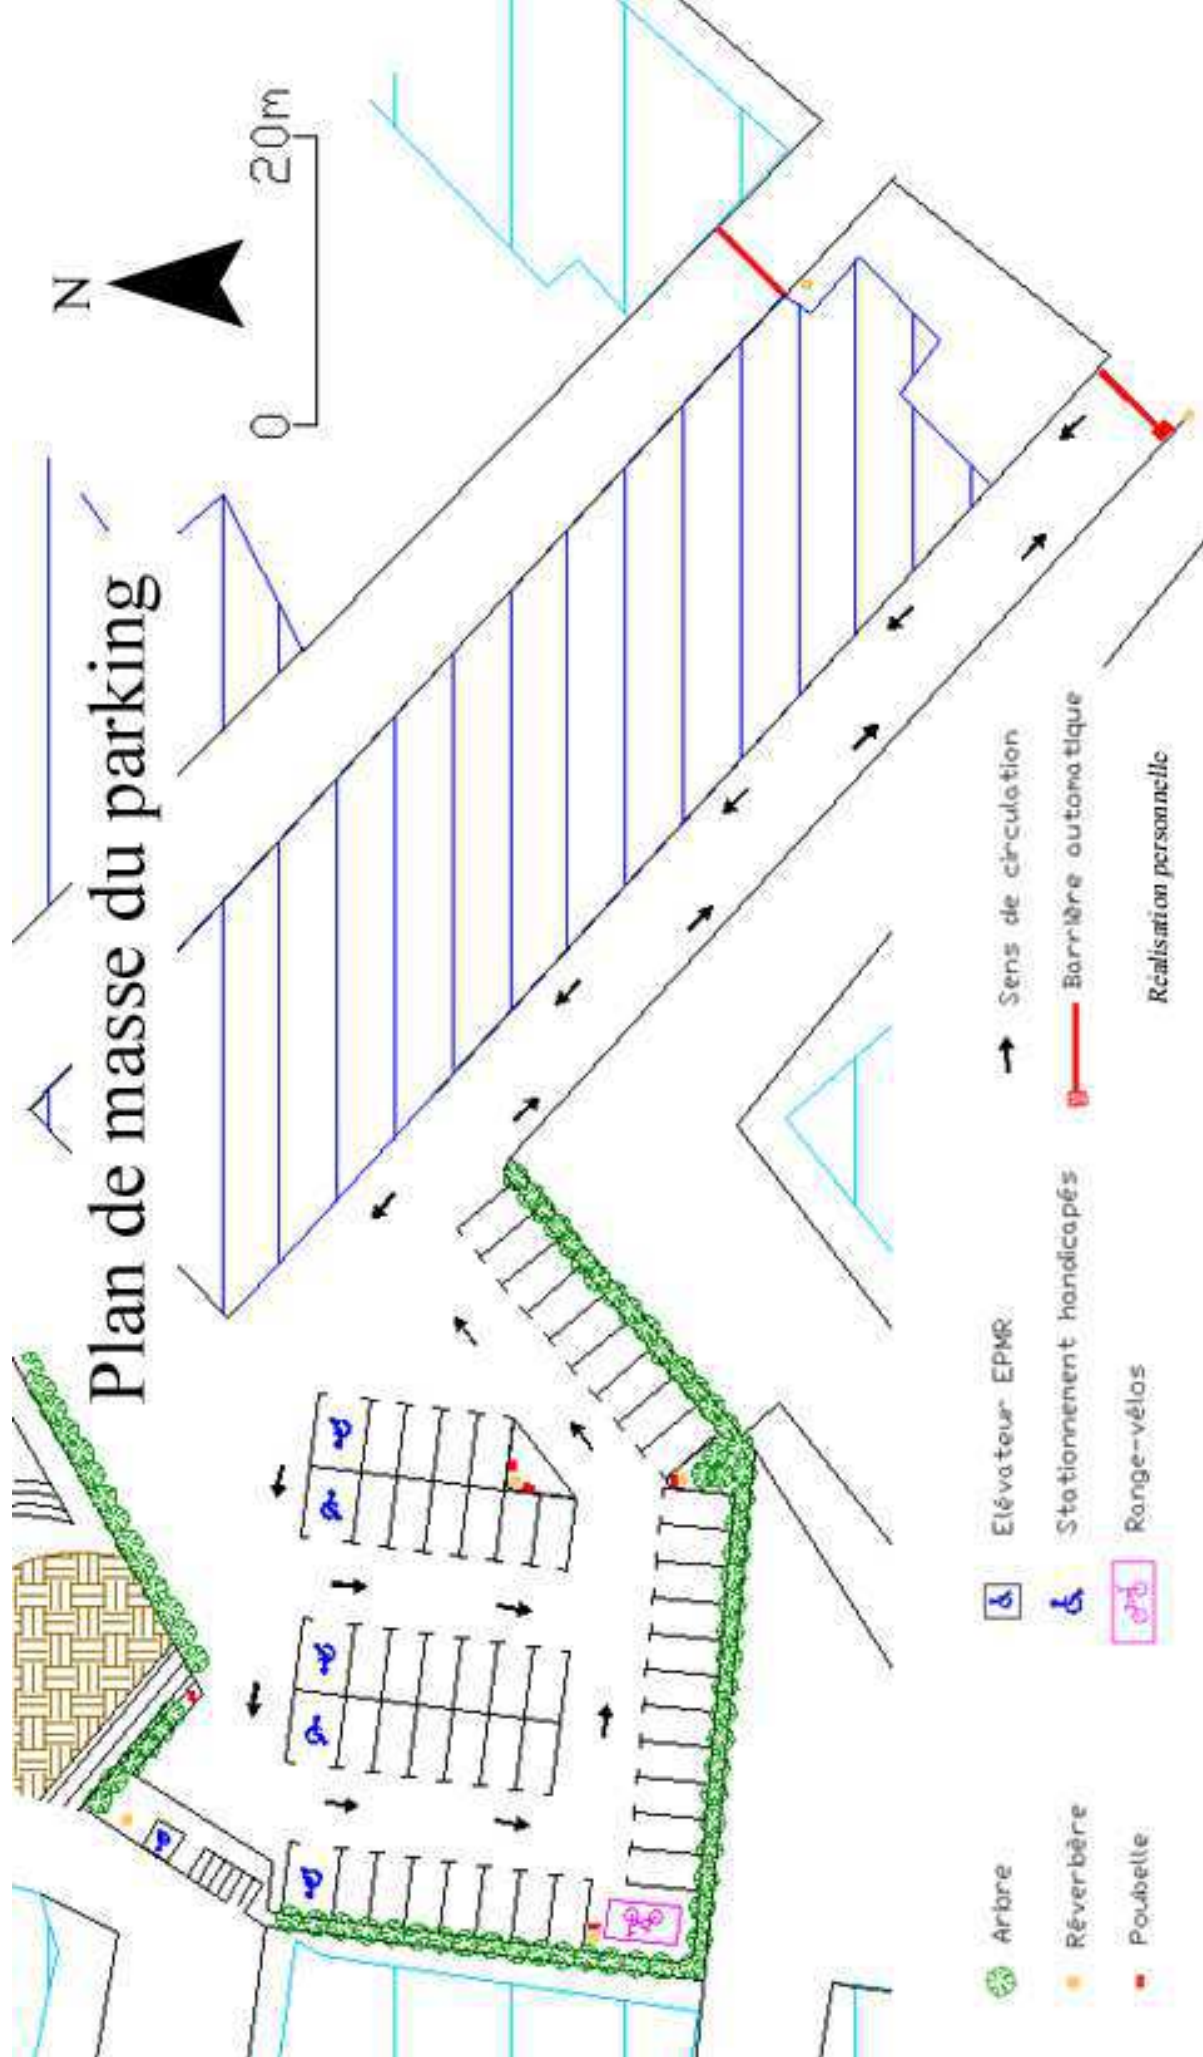 Plan de masse du parking
N
0 20m
Arbre
Réverbère
Poubelle
Elévateur EPMR
Stationnement handicapés
Range-vélos
Sens de circulation
Barrière automatique
Réalisation personnelle